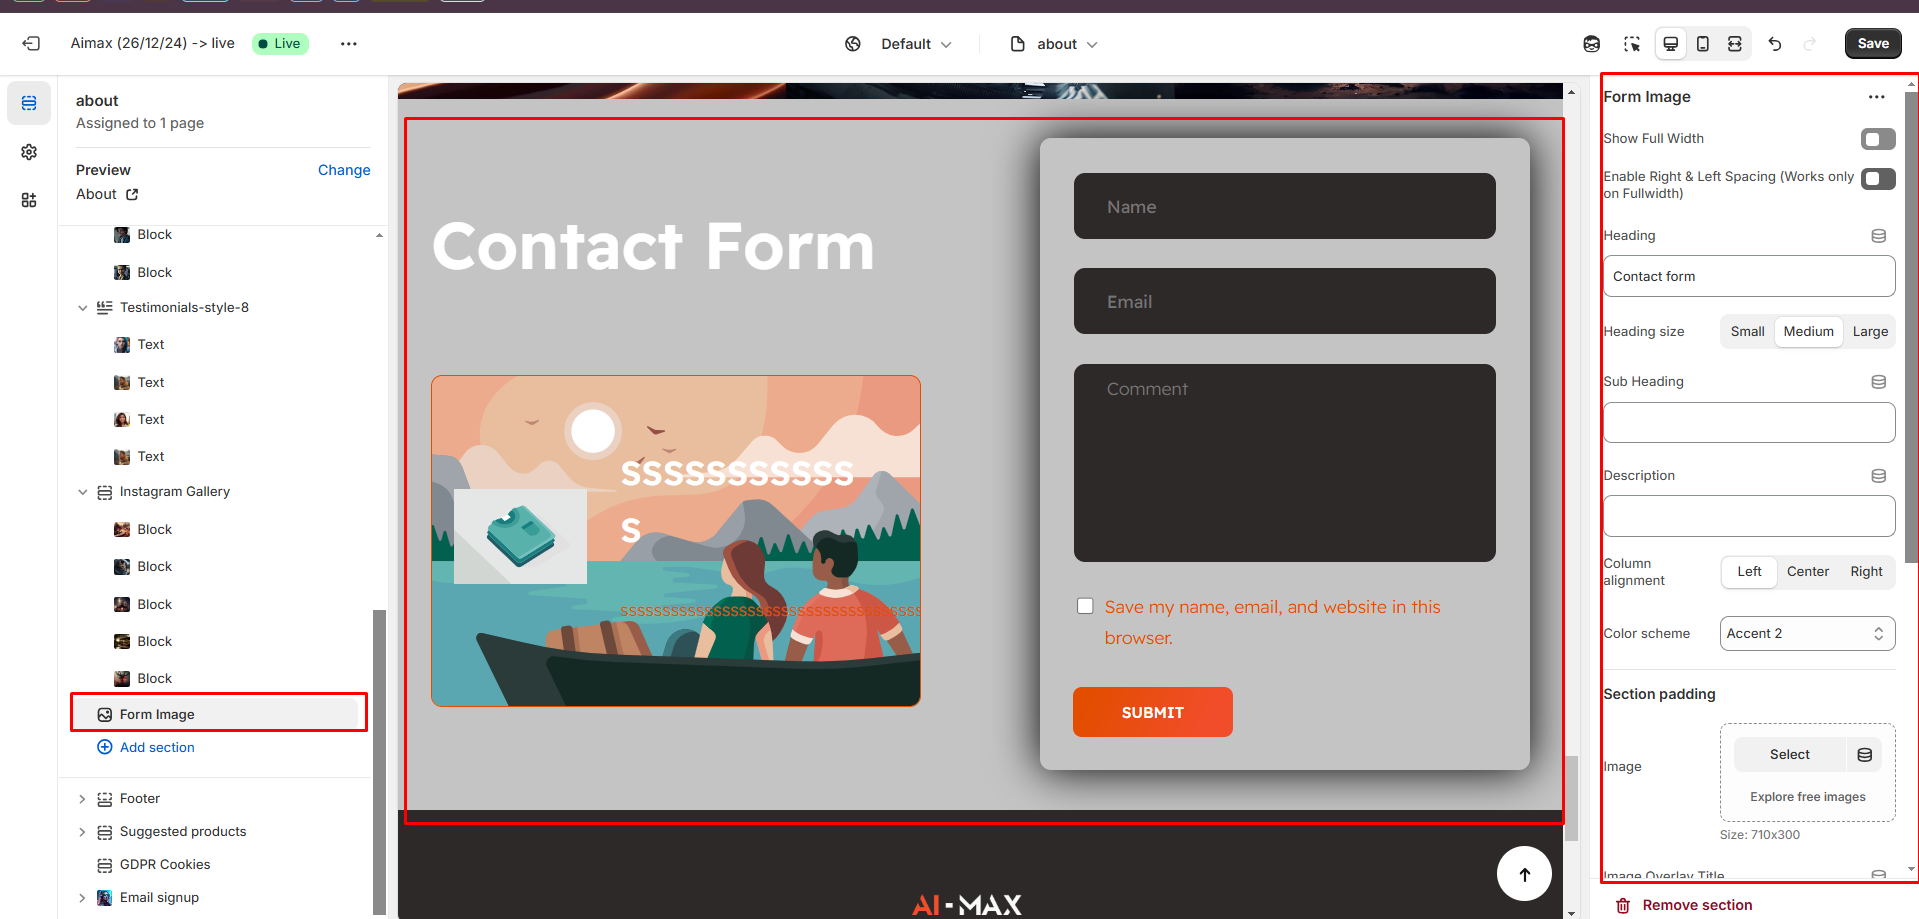 Aimax (26/12/24) -> live
Live
Default
about
Save
about
Assigned to 1 page
Preview
Change
About
Block
Block
Testimonials-style-8
Text
Text
Text
Text
Instagram Gallery
Block
Block
Block
Block
Block
Form Image
Add section
Footer
Suggested products
GDPR Cookies
Email signup
Contact Form
sssssssssss
s
Name
Email
Comment
Save my name, email, and website in this
browser.
SUBMIT
AI-MAX
Form Image
Show Full Width
Enable Right & Left Spacing (Works only
on Fullwidth)
Heading
Contact form
Heading size
Small
Medium
Large
Sub Heading
Description
Column
alignment
Left
Center
Right
Color scheme
Accent 2
Section padding
Image
Select
Explore free images
Size: 710x300
Image Overlay Title
Remove section